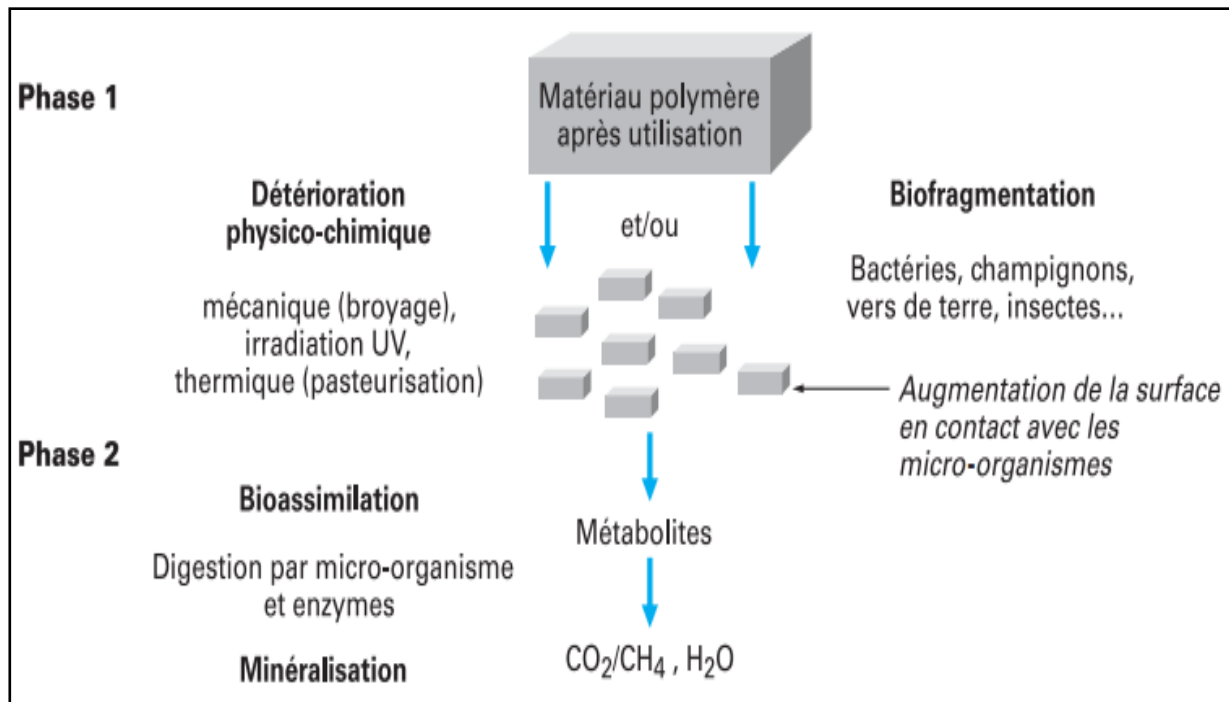 Phase 1
Matériau polymère
après utilisation
Détérioration
physico-chimique
mécanique (broyage),
irradiation UV,
thermique (pasteurisation)
et/ou
Biofragmentation
Bactéries, champignons,
vers de terre, insectes...
Augmentation de la surface
en contact avec les
micro-organismes
Phase 2
Bioassimilation
Digestion par micro-organisme
et enzymes
Métabolites
Minéralisation
CO₂/CH₄ , H₂O